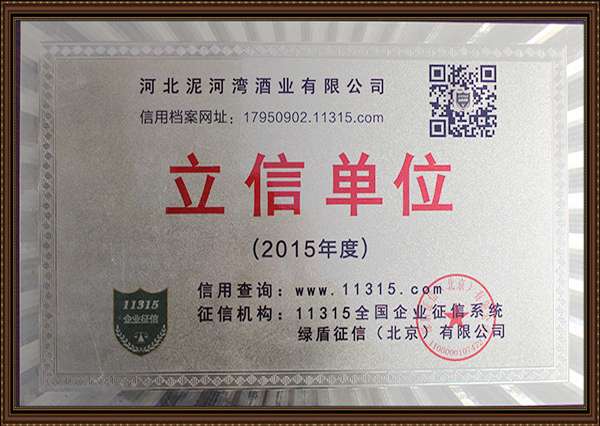 河北泥河湾酒业有限公司
信用档案网址：17950902.11315.com
立信单位
（2015年度）
信用查询：www.11315.com
征信机构：11315全国企业征信系统
绿盾征信（北京）有限公司
11315
企业征信